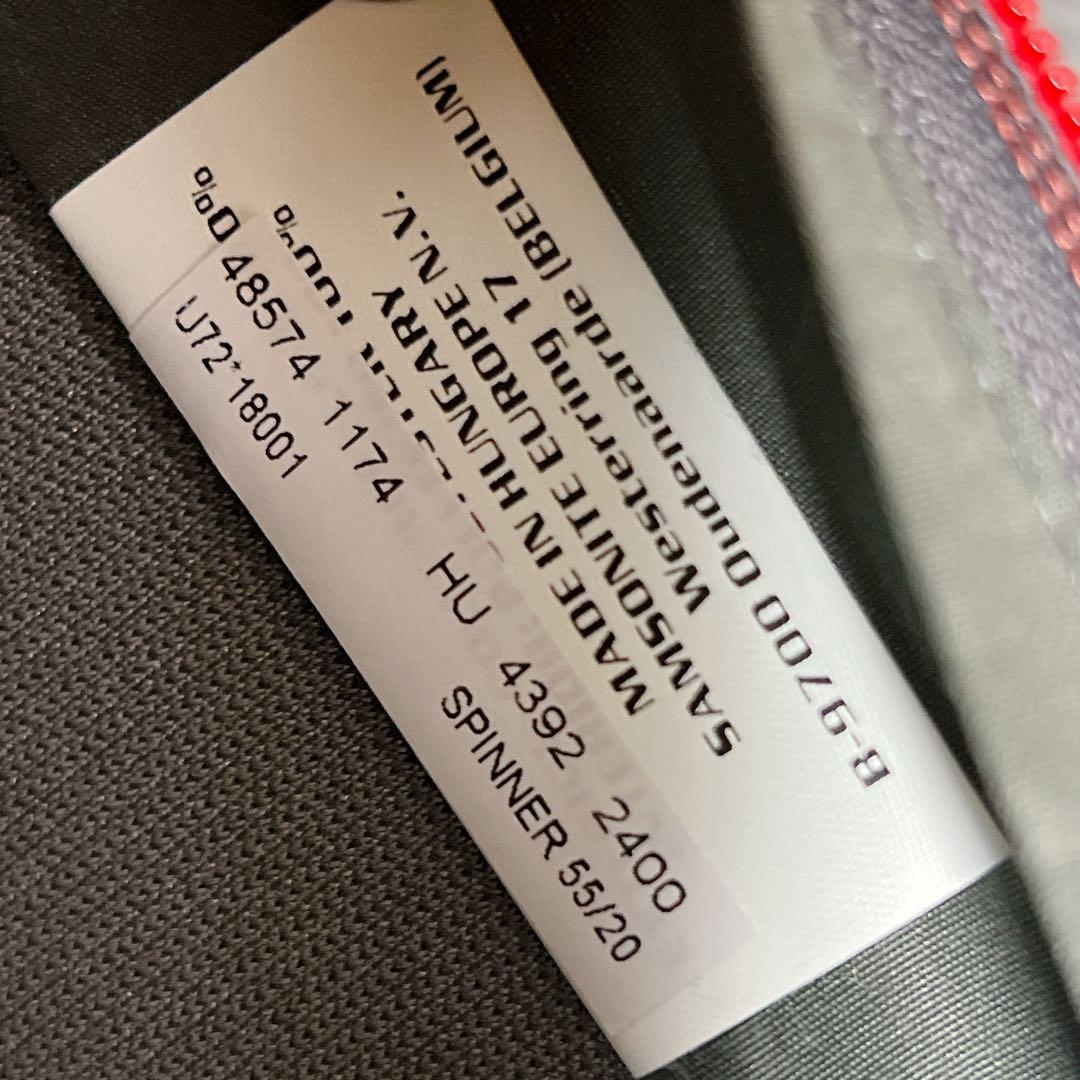 48574 1174 HU 4392 2400
U72*18001 SPINNER 55/20
B-9700 Oudenaarde (BELGIUM)
Westerring 17
SAMSONITE EUROPE N.V.
MADE IN HUNGARY
%
0%